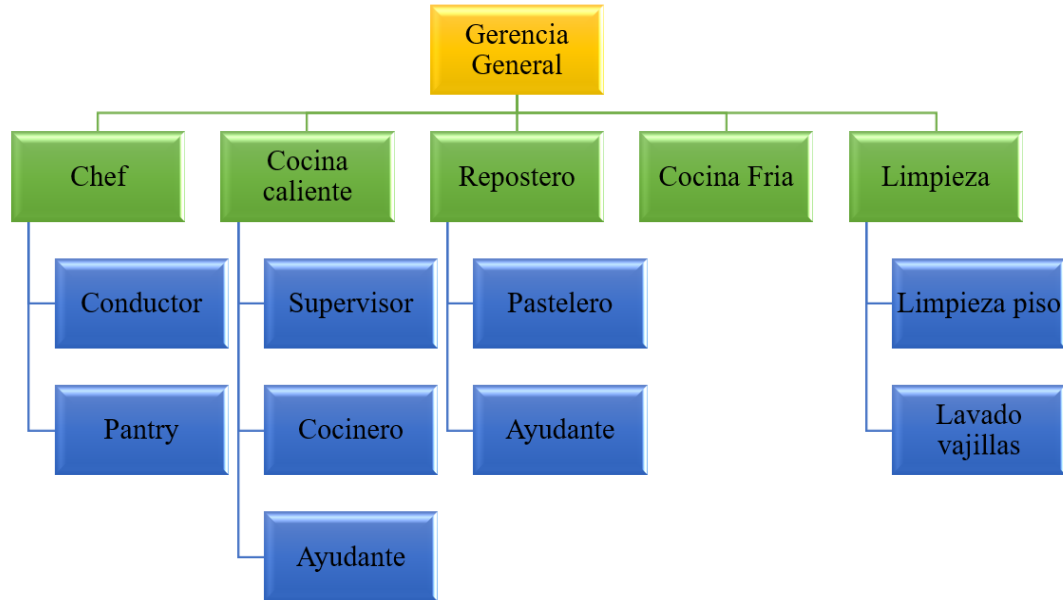 Gerencia
General
Chef
Cocina
caliente
Repostero
Cocina Fria
Limpieza
Conductor
Supervisor
Pastelero
Limpieza piso
Pantry
Cocinero
Ayudante
Lavado
vajillas
Ayudante